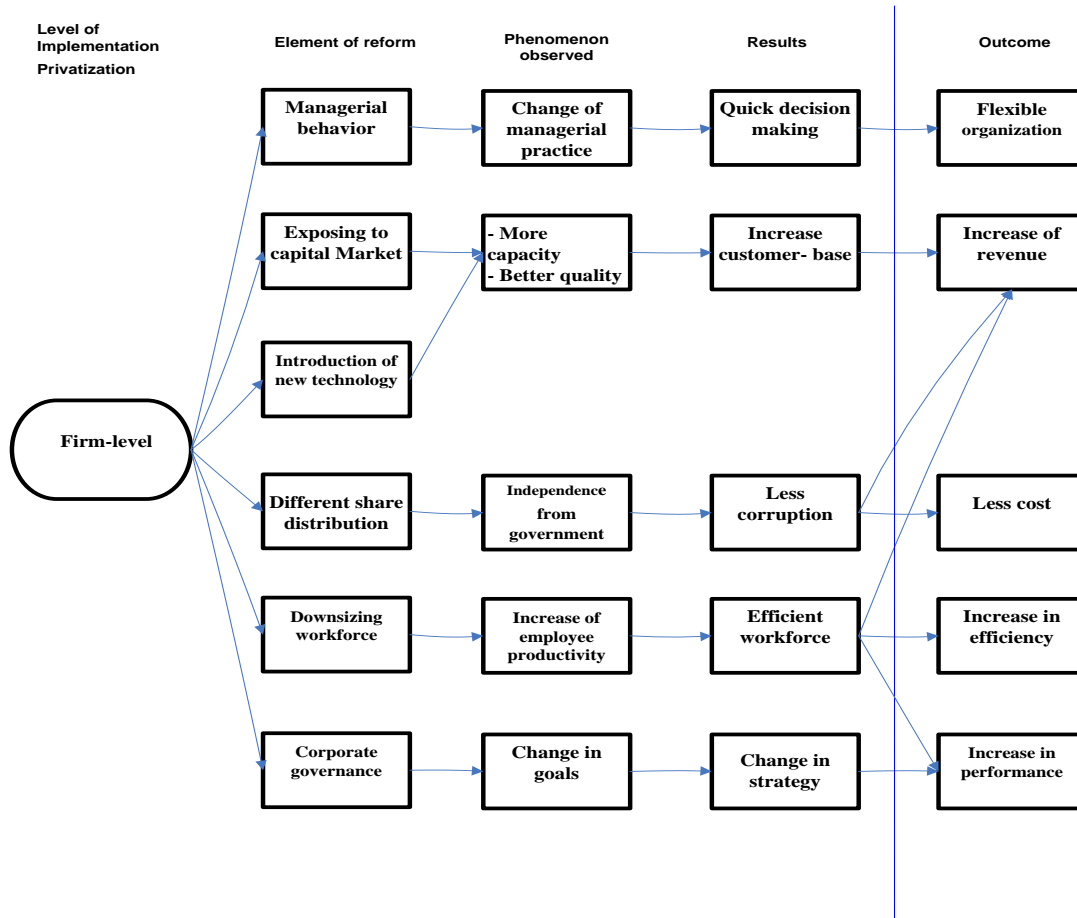 Level of
Implementation
Privatization
Element of reform
Phenomenon
observed
Results
Outcome
Managerial
behavior
Change of
managerial
practice
Quick decision
making
Flexible
organization
Exposing to
capital Market
- More
capacity
- Better quality
Increase
customer- base
Increase of
revenue
Introduction of
new technology
Firm-level
Different share
distribution
Independence
from
government
Less
corruption
Less cost
Downsizing
workforce
Increase of
employee
productivity
Efficient
workforce
Increase in
efficiency
Corporate
governance
Change in
goals
Change in
strategy
Increase in
performance